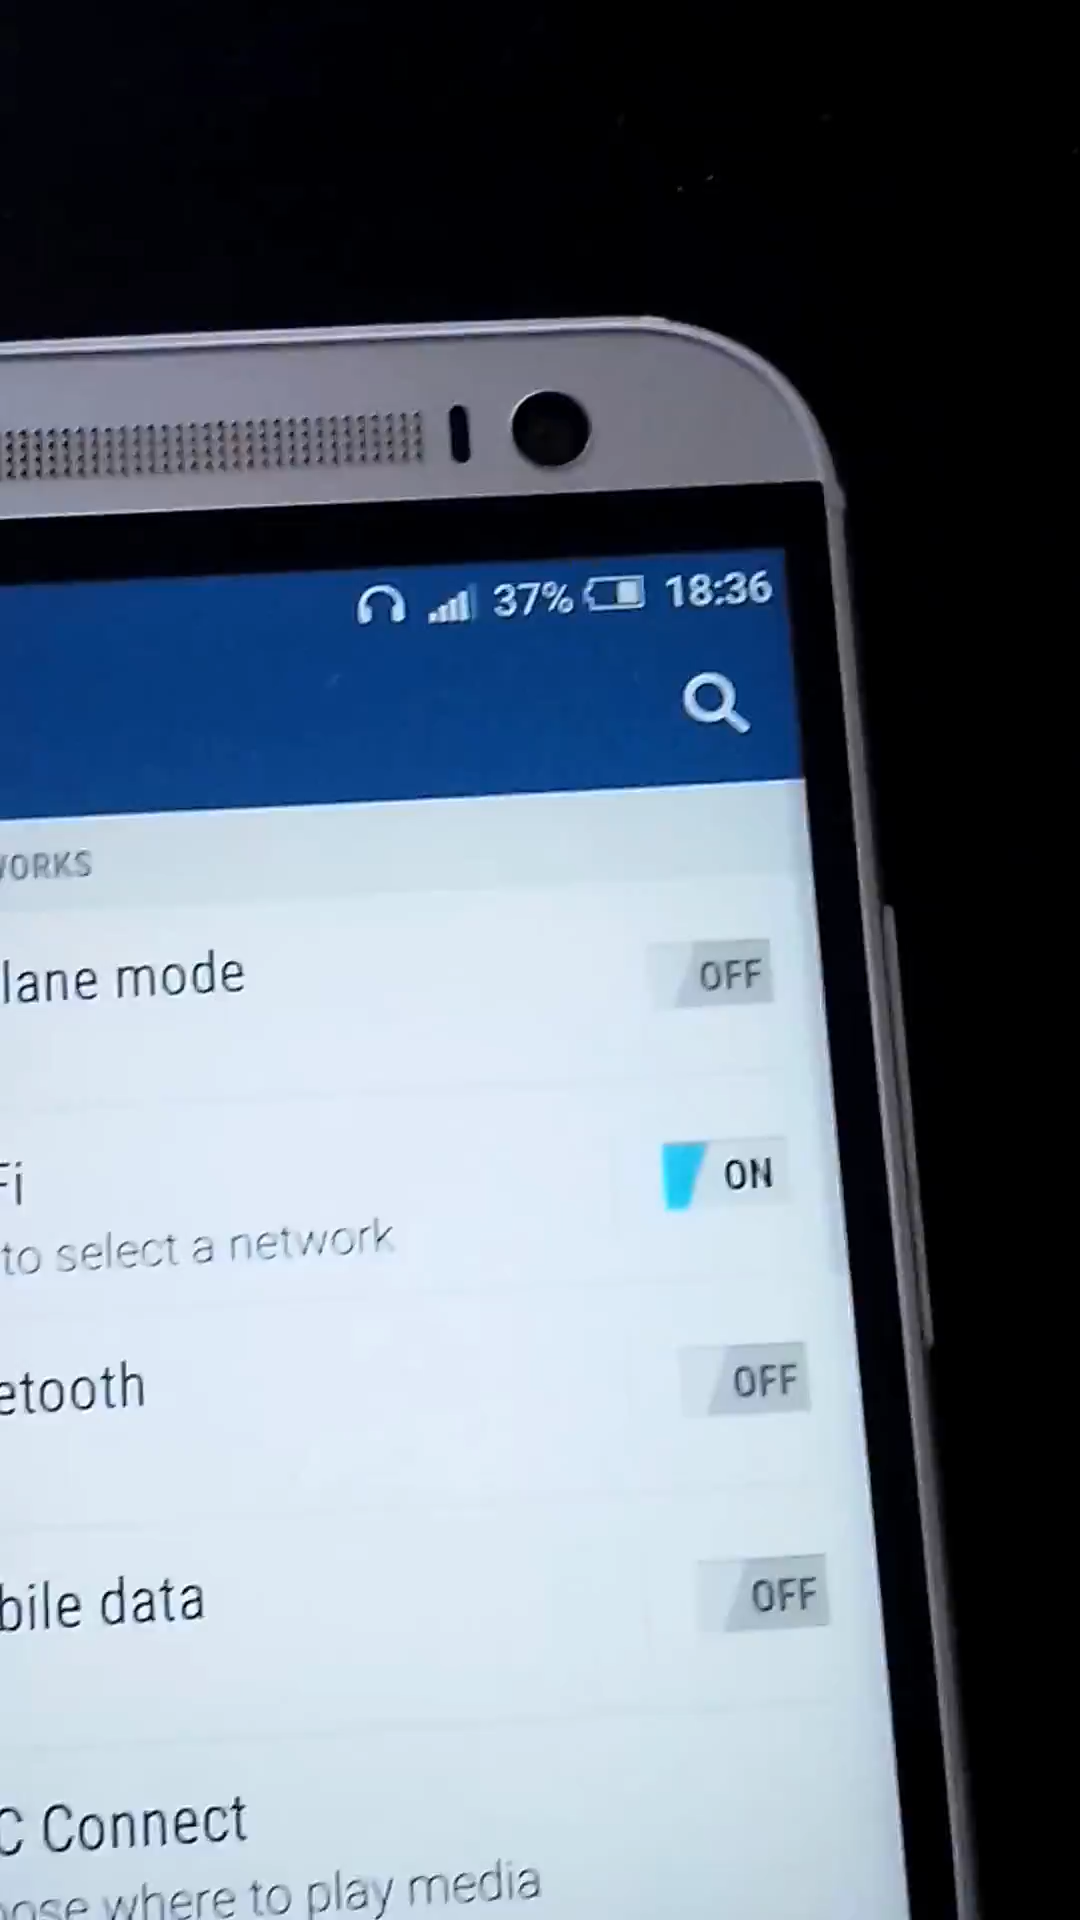 37% 18:36
WORKS
lane mode OFF
Fi ON
to select a network
etooth OFF
bile data OFF
C Connect
ose where to play media